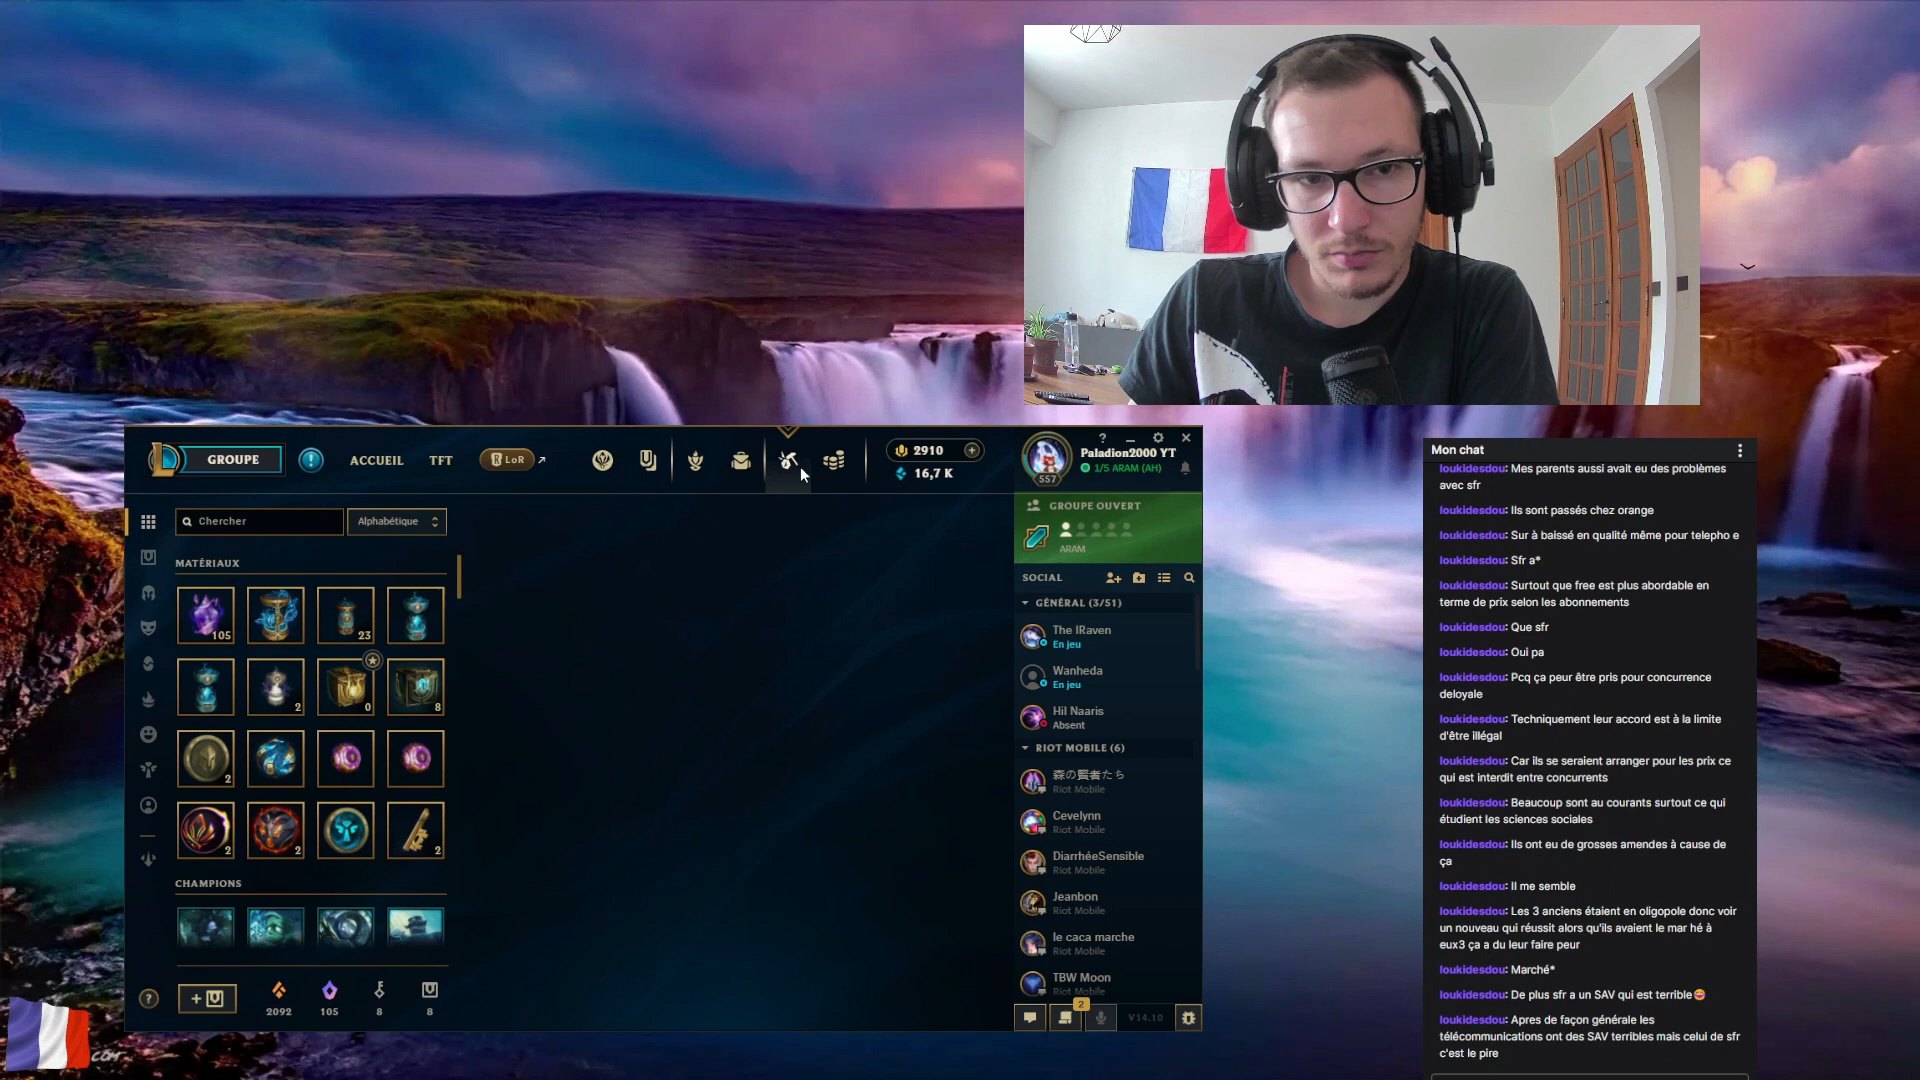 GROUPE
ACCUEIL
TFT
LoR
2910
16,7 K
Paladion2000 YT
1/5 ARAM (AH)
557
GROUPE OUVERT
ARAM
Chercher
Alphabétique
SOCIAL
MATÉRIAUX
105
23
2
0
8
2
2
2
2
CHAMPIONS
2092
105
8
8
GÉNÉRAL (3/51)
The IRaven
En jeu
Wanheda
En jeu
Hil Naaris
Absent
RIOT MOBILE (6)
森の賢者たち
Riot Mobile
Cevelynn
Riot Mobile
DiarrhéeSensible
Riot Mobile
Jeanbon
Riot Mobile
le caca marche
Riot Mobile
TBW Moon
Riot Mobile
2
V14.10
Mon chat
loukidesdou: Mes parents aussi avait eu des problèmes
avec sfr
loukidesdou: Ils sont passés chez orange
loukidesdou: Sur à baissé en qualité même pour telepho e
loukidesdou: Sfr a*
loukidesdou: Surtout que free est plus abordable en
terme de prix selon les abonnements
loukidesdou: Que sfr
loukidesdou: Oui pa
loukidesdou: Pcq ça peur être pris pour concurrence
deloyale
loukidesdou: Techniquement leur accord est à la limite
d'être illégal
loukidesdou: Car ils se seraient arranger pour les prix ce
qui est interdit entre concurrents
loukidesdou: Beaucoup sont au courants surtout ce qui
étudient les sciences sociales
loukidesdou: Ils ont eu de grosses amendes à cause de
ça
loukidesdou: Il me semble
loukidesdou: Les 3 anciens étaient en oligopole donc voir
un nouveau qui réussit alors qu'ils avaient le mar hé à
eux3 ça a du leur faire peur
loukidesdou: Marché*
loukidesdou: De plus sfr a un SAV qui est terrible😅
loukidesdou: Apres de façon générale les
télécommunications ont des SAV terribles mais celui de sfr
c'est le pire